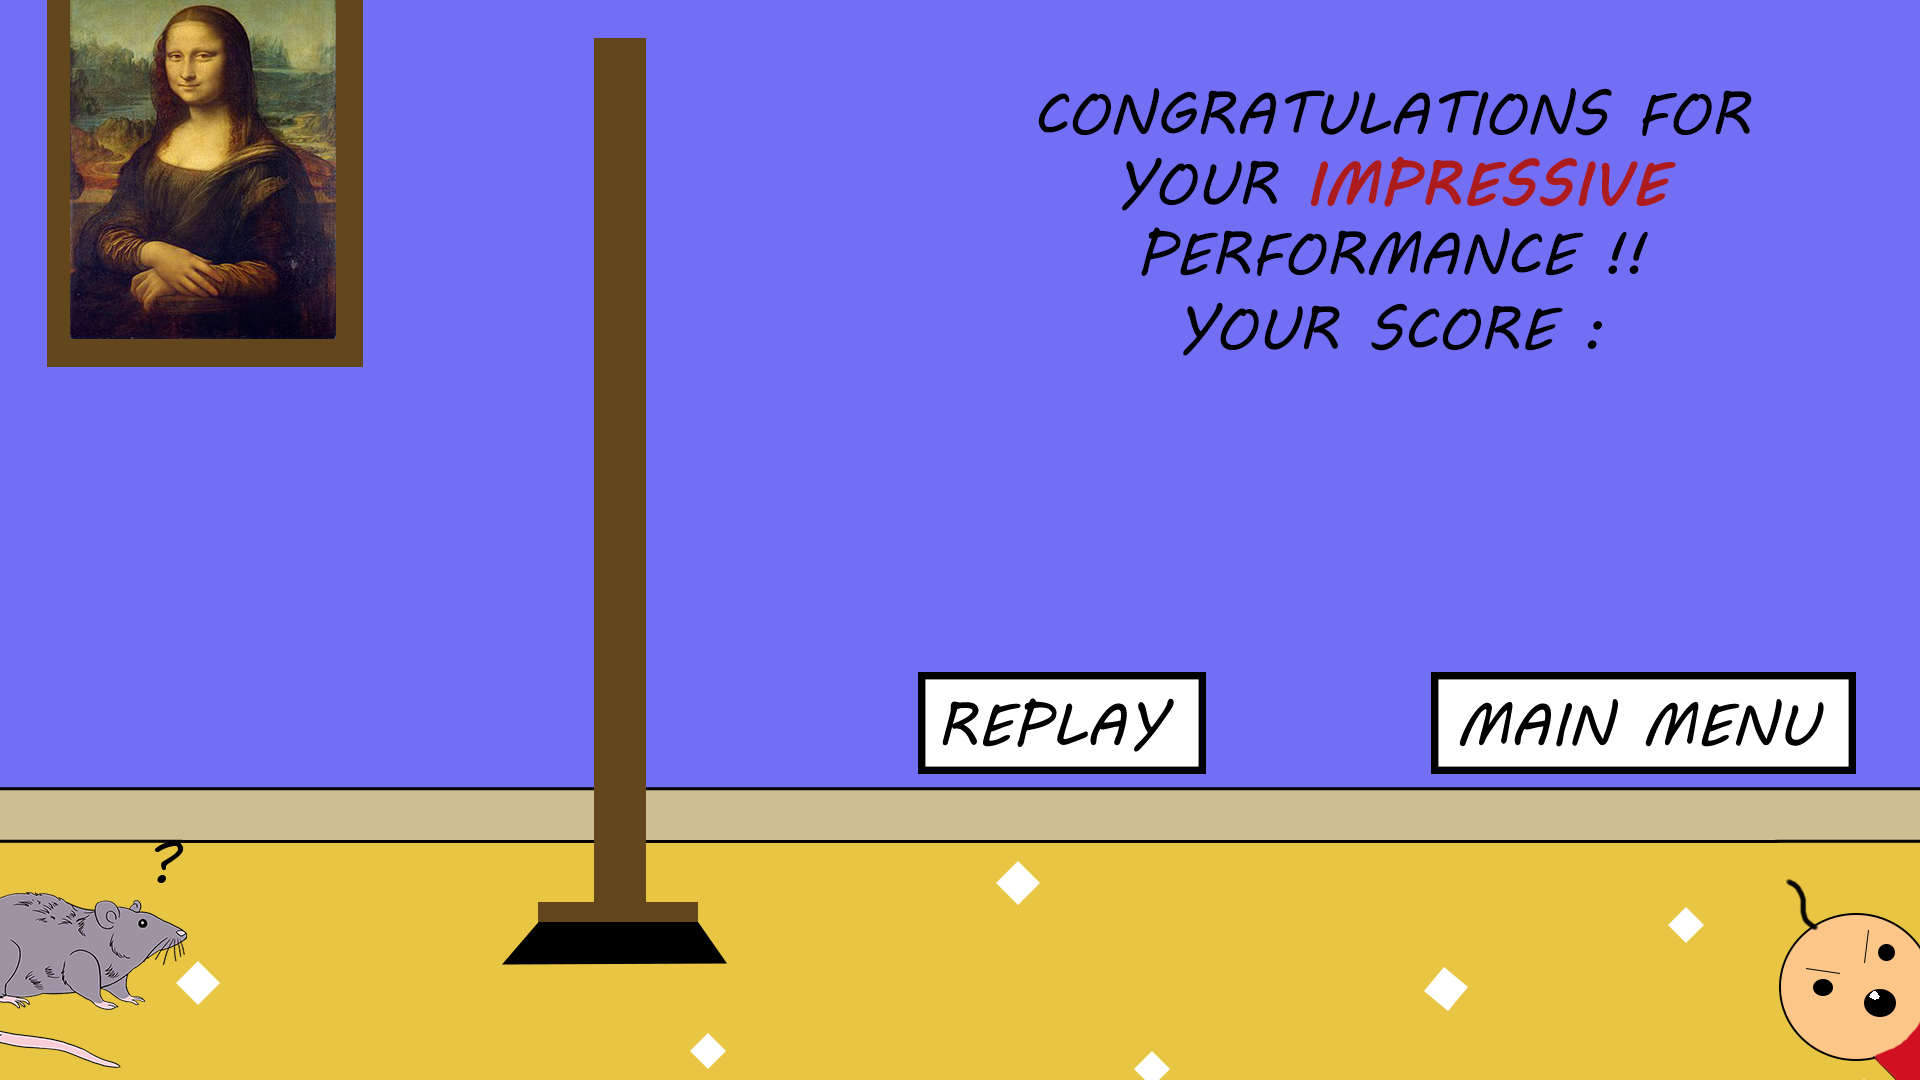 CONGRATULATIONS FOR
YOUR IMPRESSIVE
PERFORMANCE !!
YOUR SCORE :
REPLAY
MAIN MENU
?